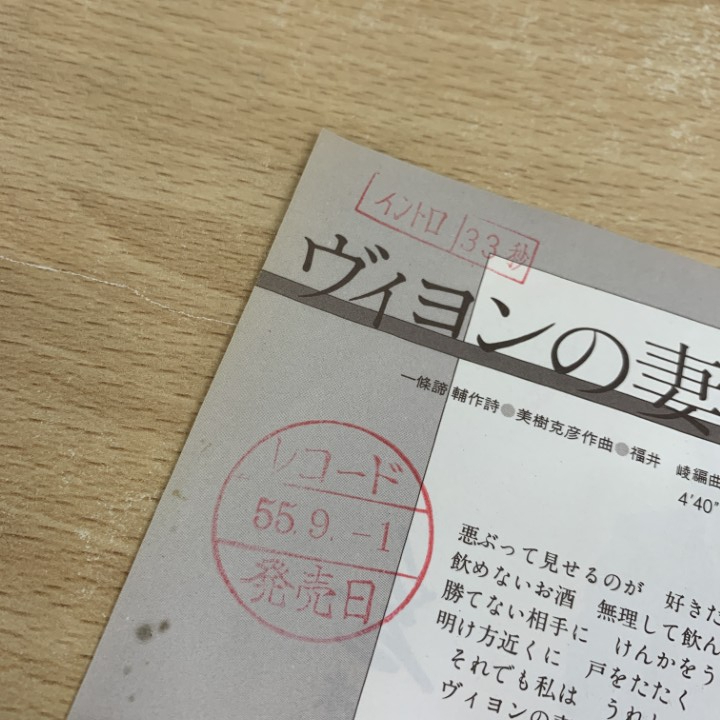 イントロ 33秒
ヴィヨンの妻
一條諦輔作詩●美樹克彦作曲●福井 崚編曲
4'40"
レコード
55.9.-1
発売日
悪ぶって見せるのが 好きだ
飲めないお酒 無理して飲ん
勝てない相手に けんかをう
明け方近くに 戸をたたく
それでも私は うれし
ヴィヨンの